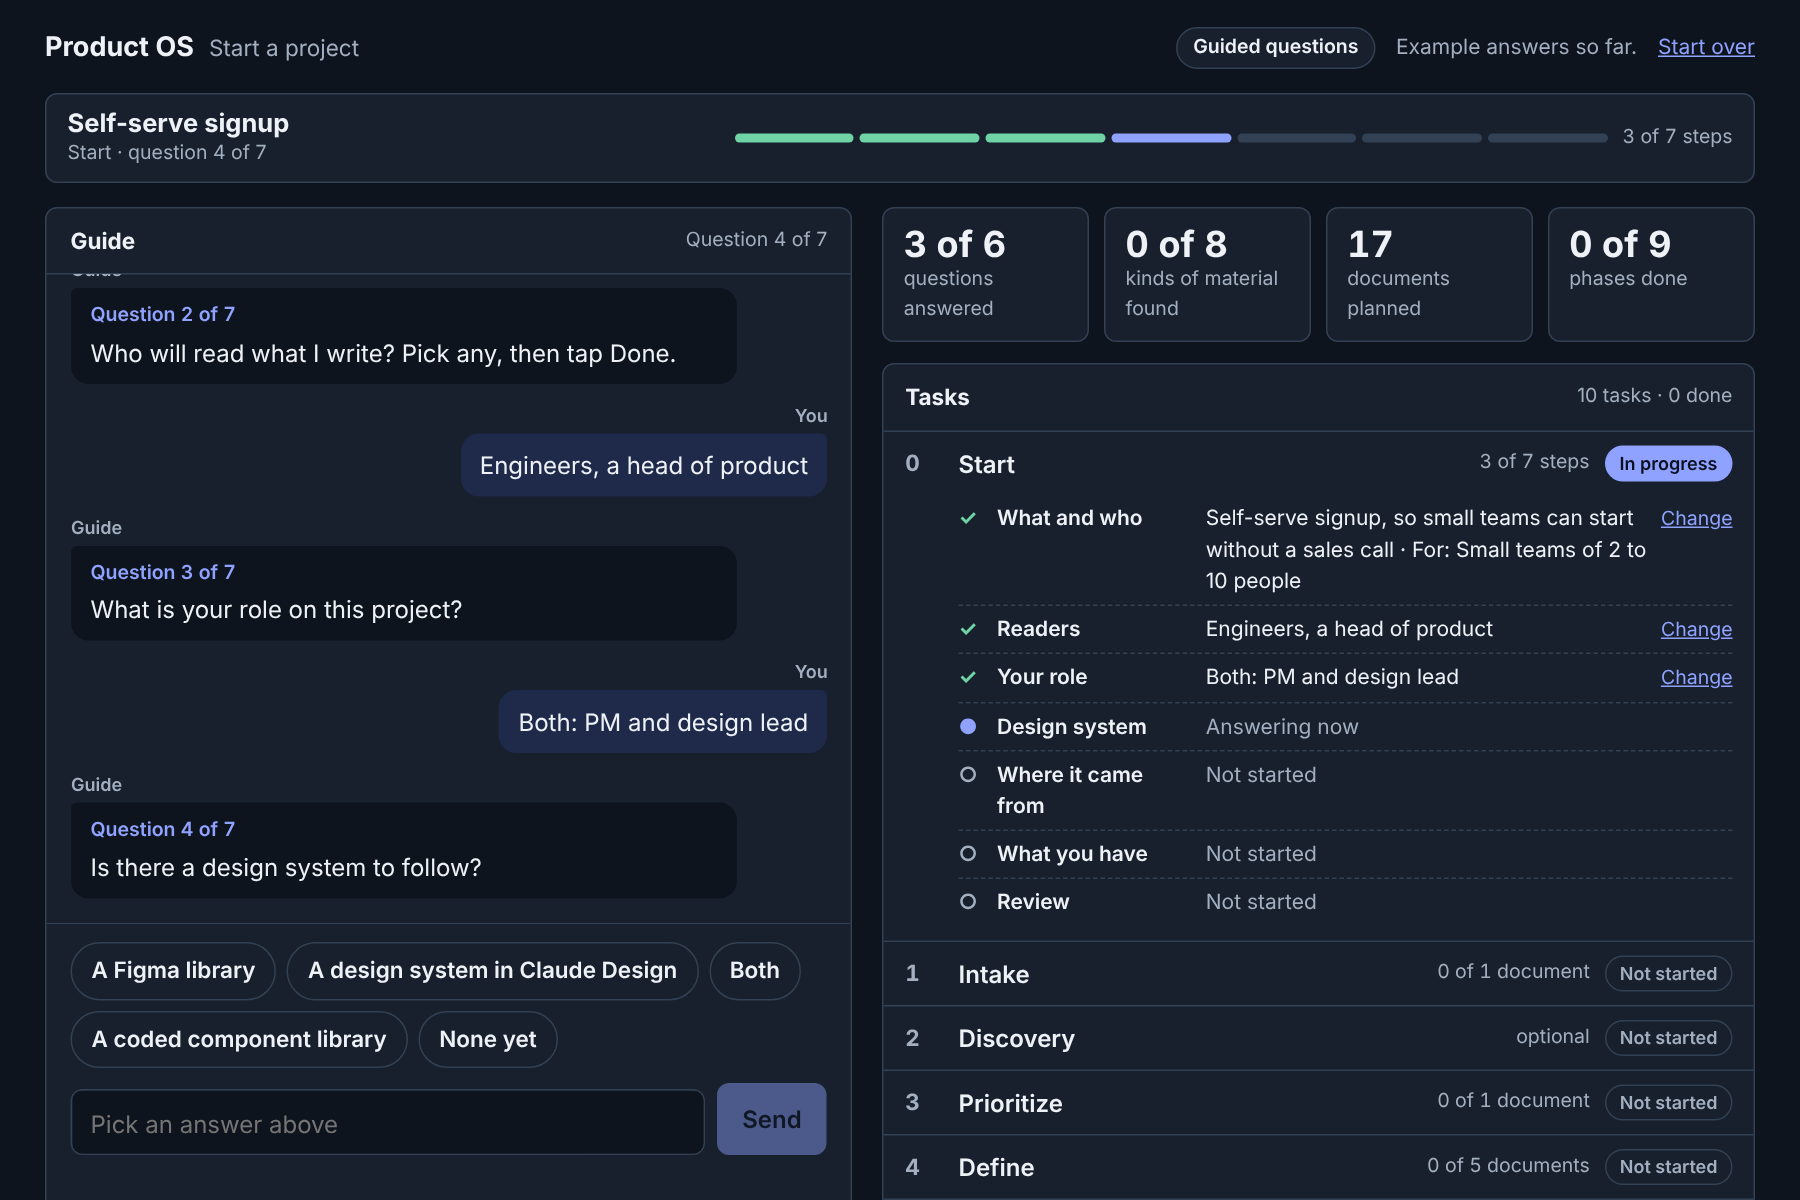 Product OS Start a project
Guided questions
Example answers so far.
Start over
Self-serve signup
Start · question 4 of 7
3 of 7 steps
Guide
Question 4 of 7
Question 2 of 7
Who will read what I write? Pick any, then tap Done.
You
Engineers, a head of product
Guide
Question 3 of 7
What is your role on this project?
You
Both: PM and design lead
Guide
Question 4 of 7
Is there a design system to follow?
A Figma library
A design system in Claude Design
Both
A coded component library
None yet
Pick an answer above
Send
3 of 6
questions
answered
0 of 8
kinds of material
found
17
documents
planned
0 of 9
phases done
Tasks
10 tasks · 0 done
0 Start 3 of 7 steps In progress
What and who
Self-serve signup, so small teams can start
without a sales call · For: Small teams of 2 to
10 people
Change
Readers Engineers, a head of product Change
Your role Both: PM and design lead Change
Design system Answering now
Where it came
from
Not started
What you have Not started
Review Not started
1 Intake 0 of 1 document Not started
2 Discovery optional Not started
3 Prioritize 0 of 1 document Not started
4 Define 0 of 5 documents Not started